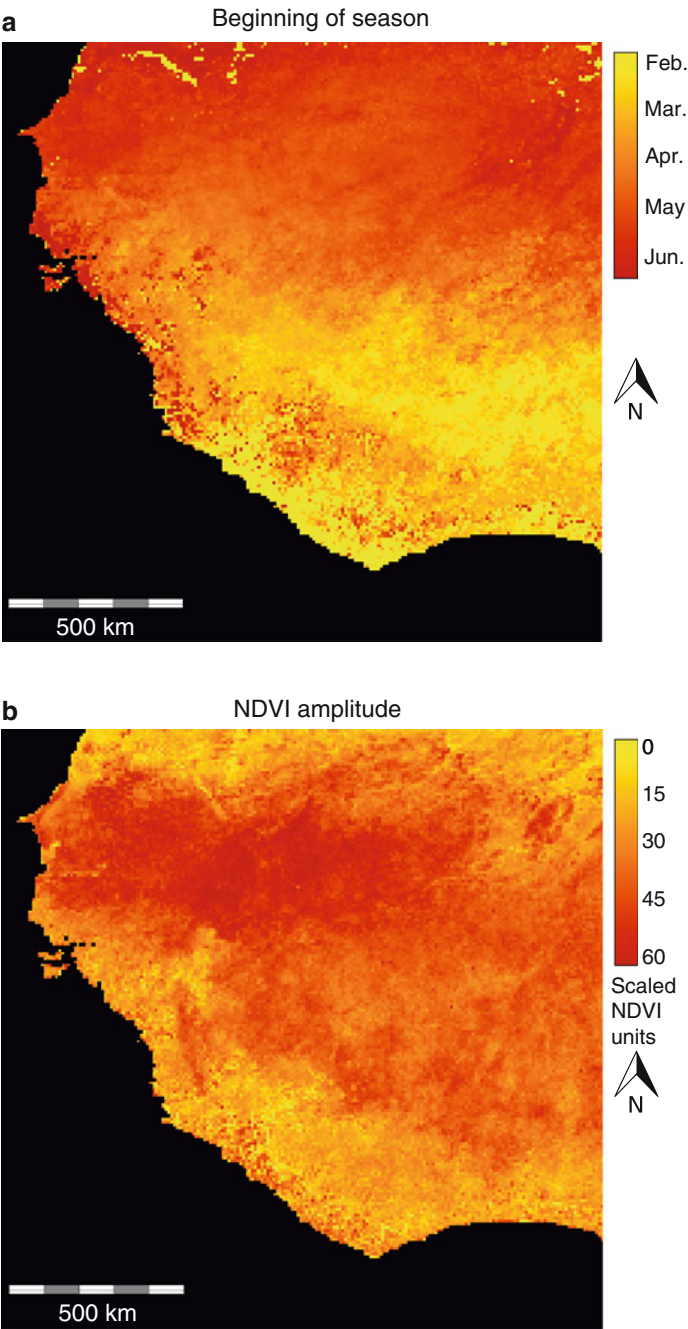 a
Beginning of season
Feb.
Mar.
Apr.
May
Jun.
N
500 km
b
NDVI amplitude
0
15
30
45
60
Scaled
NDVI
units
N
500 km